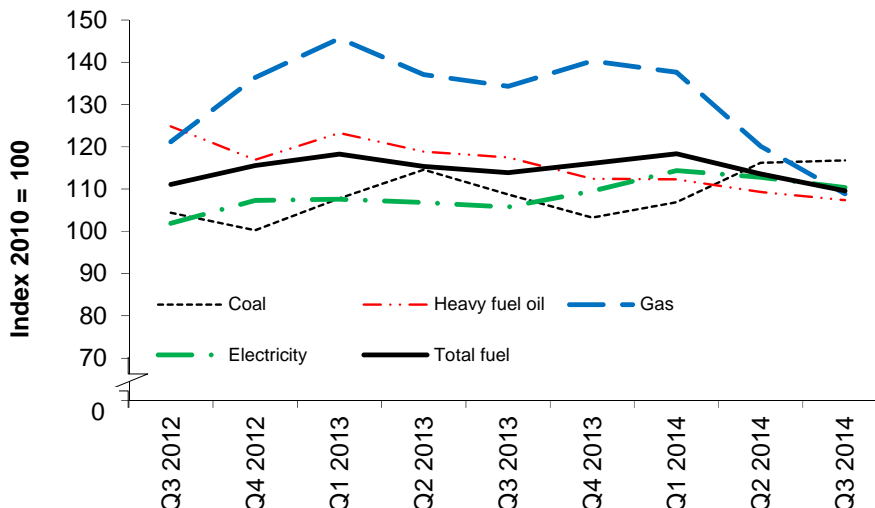 Index 2010 = 100
150
140
130
120
110
100
90
80
70
0
Coal
Heavy fuel oil
Gas
Electricity
Total fuel
Q3 2012
Q4 2012
Q1 2013
Q2 2013
Q3 2013
Q4 2013
Q1 2014
Q2 2014
Q3 2014